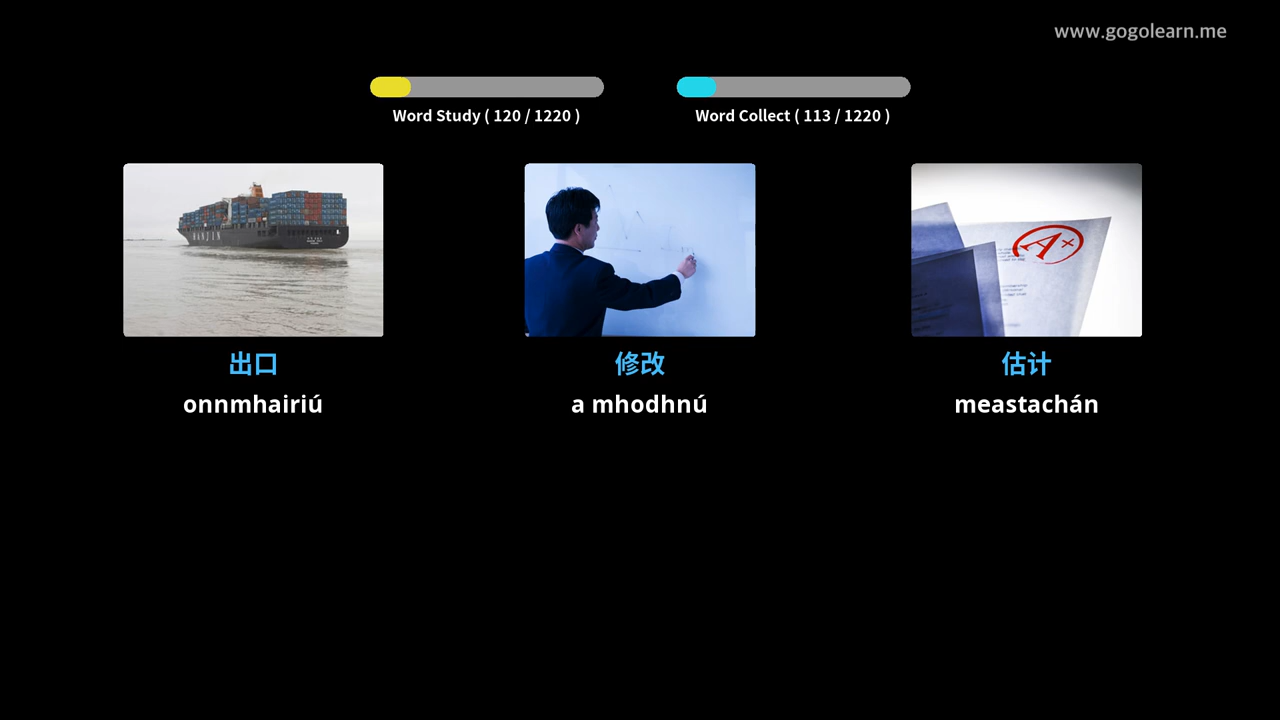 www.gogolearn.me
Word Study ( 120 / 1220 )
Word Collect ( 113 / 1220 )
HANJIN
A+
出口
修改
估计
onnmhairiú
a mhodhnú
meastachán